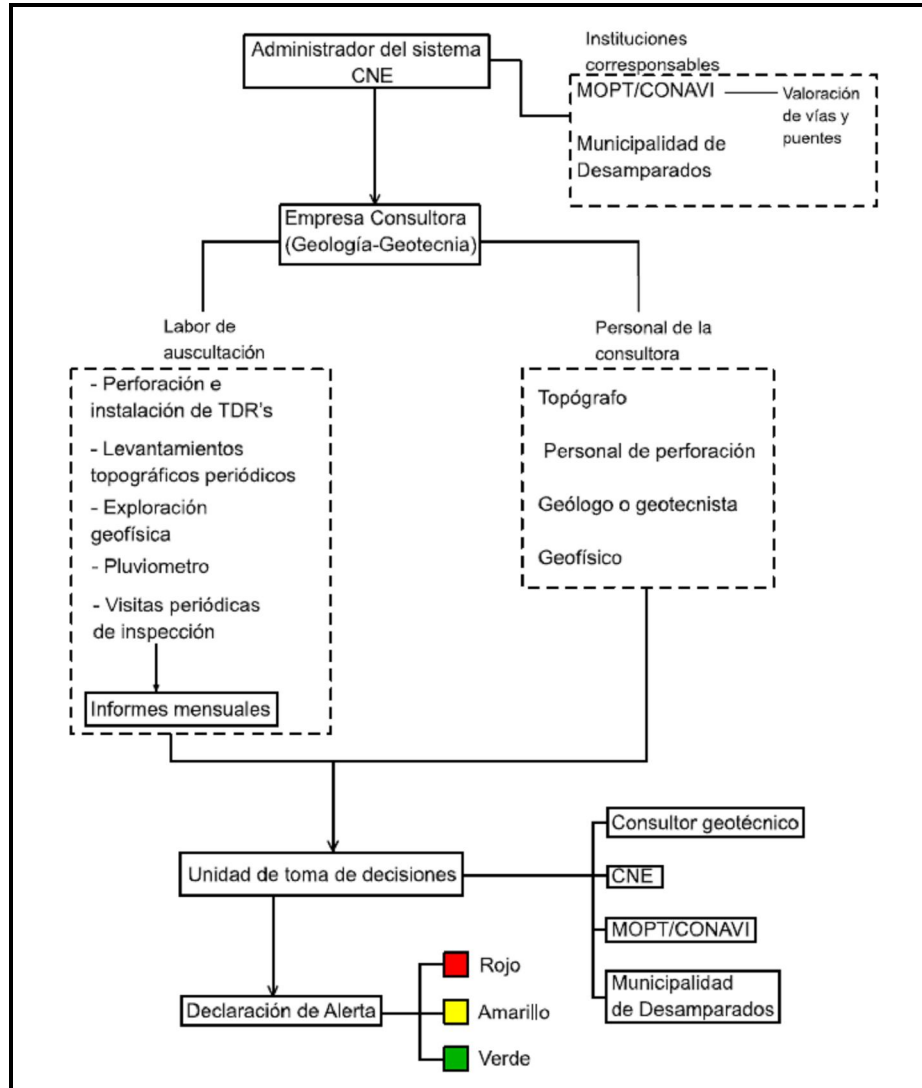 Administrador del sistema
CNE
Instituciones
corresponsables
MOPT/CONAVI
Valoración
de vías y
puentes
Municipalidad de
Desamparados
Empresa Consultora
(Geología-Geotecnia)
Labor de
auscultación
- Perforación e
instalación de TDR's
- Levantamientos
topográficos periódicos
- Exploración
geofísica
- Pluviometro
- Visitas periódicas
de inspección
Informes mensuales
Personal de la
consultora
Topógrafo
Personal de perforación
Geólogo o geotecnista
Geofísico
Unidad de toma de decisiones
Consultor geotécnico
CNE
MOPT/CONAVI
Municipalidad
de Desamparados
Declaración de Alerta
Rojo
Amarillo
Verde